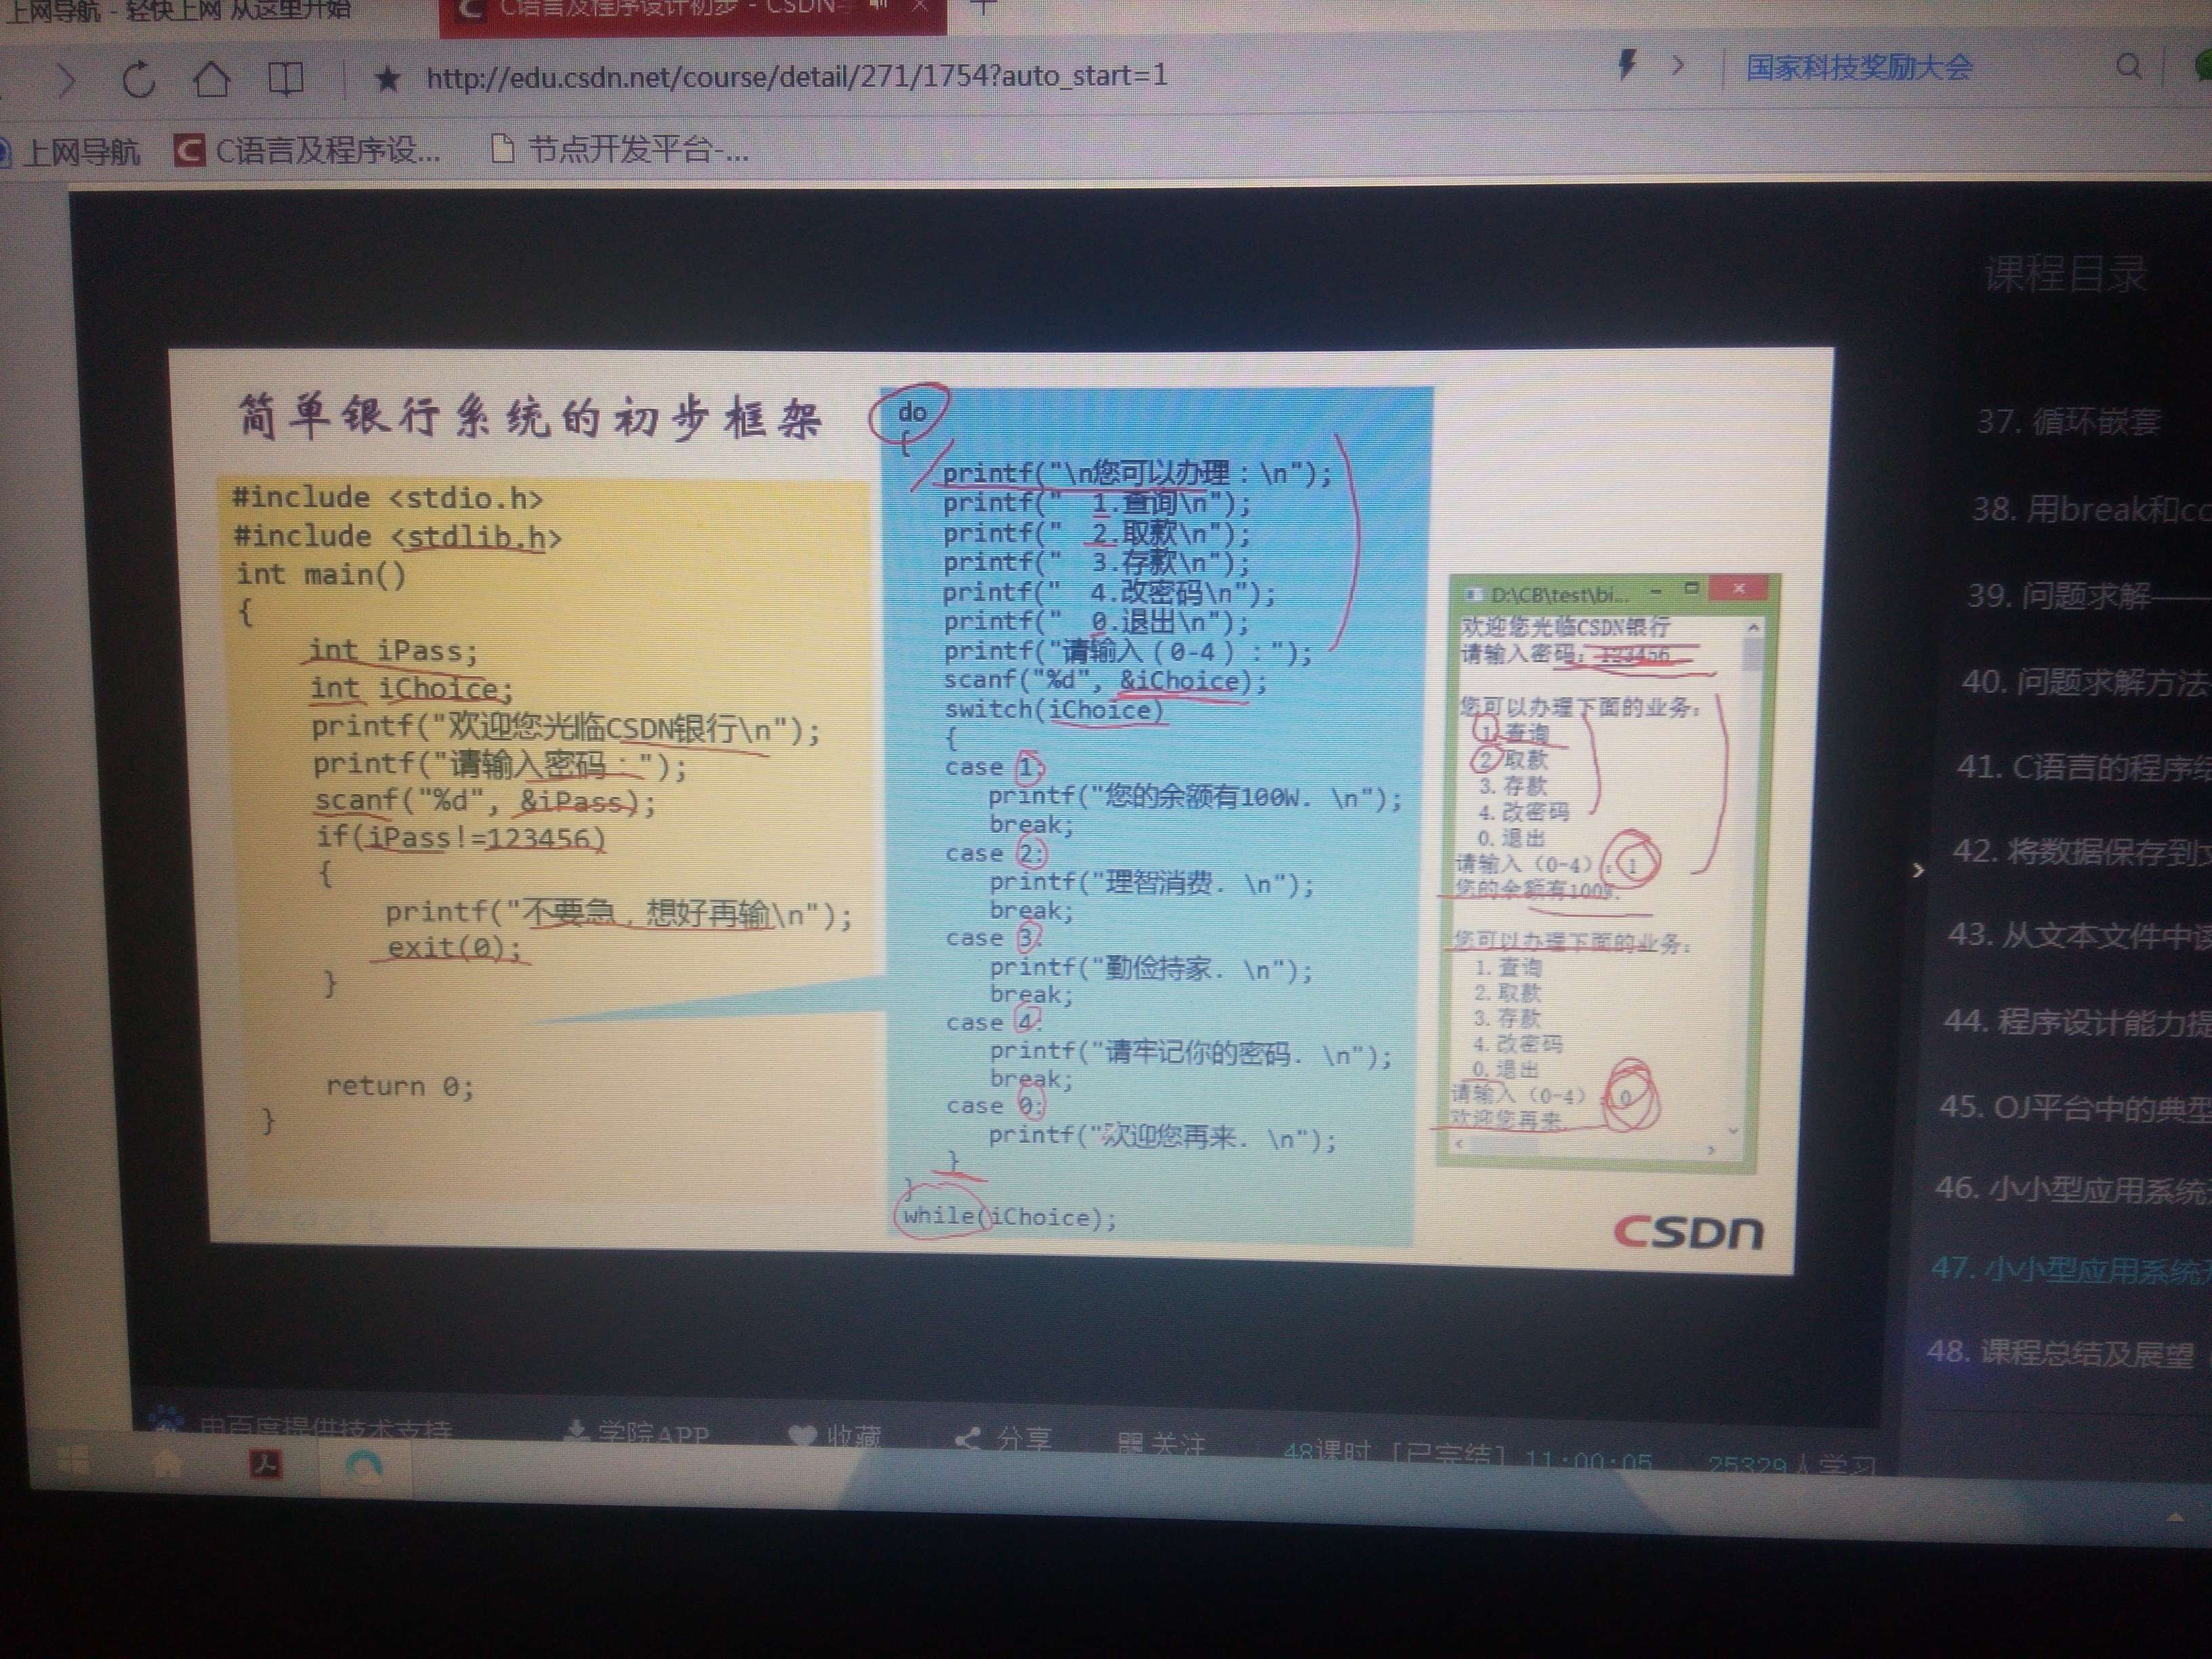 上网导航 - 轻快上网 从这里开始
C语言及程序设计初步 - CSDN-
http://edu.csdn.net/course/detail/271/1754?auto_start=1
国家科技奖励大会
上网导航
C语言及程序设...
节点开发平台-...
简单银行系统的初步框架
#include <stdio.h>
#include <stdlib.h>
int main()
{
int iPass;
int iChoice;
printf("欢迎您光临CSDN银行\n");
printf("请输入密码：");
scanf("%d", &iPass);
if(iPass!=123456)
{
printf("不要急，想好再输\n");
exit(0);
}
return 0;
}
do
{
printf("\n您可以办理：\n");
printf("  1.查询\n");
printf("  2.取款\n");
printf("  3.存款\n");
printf("  4.改密码\n");
printf("  0.退出\n");
printf("请输入（0-4）：");
scanf("%d", &iChoice);
switch(iChoice)
{
case 1:
printf("您的余额有100W. \n");
break;
case 2:
printf("理智消费. \n");
break;
case 3:
printf("勤俭持家. \n");
break;
case 4:
printf("请牢记你的密码. \n");
break;
case 0:
printf("欢迎您再来. \n");
}
}
while(iChoice);
D:\CB\test\bi...
欢迎您光临CSDN银行
请输入密码：123456
您可以办理下面的业务：
1. 查询
2. 取款
3. 存款
4. 改密码
0. 退出
请输入（0-4）：1
您的余额有100W.
您可以办理下面的业务：
1. 查询
2. 取款
3. 存款
4. 改密码
0. 退出
请输入（0-4）：0
欢迎您再来.
CSDN
课程目录
37. 循环嵌套
38. 用break和co
39. 问题求解——
40. 问题求解方法
41. C语言的程序结
42. 将数据保存到文
43. 从文本文件中读
44. 程序设计能力提
45. OJ平台中的典型
46. 小小型应用系统
47. 小小型应用系统
48. 课程总结及展望
由百度提供技术支持
学院APP
收藏
分享
关注
48课时 [已完结] 11:00:05
25329人学习